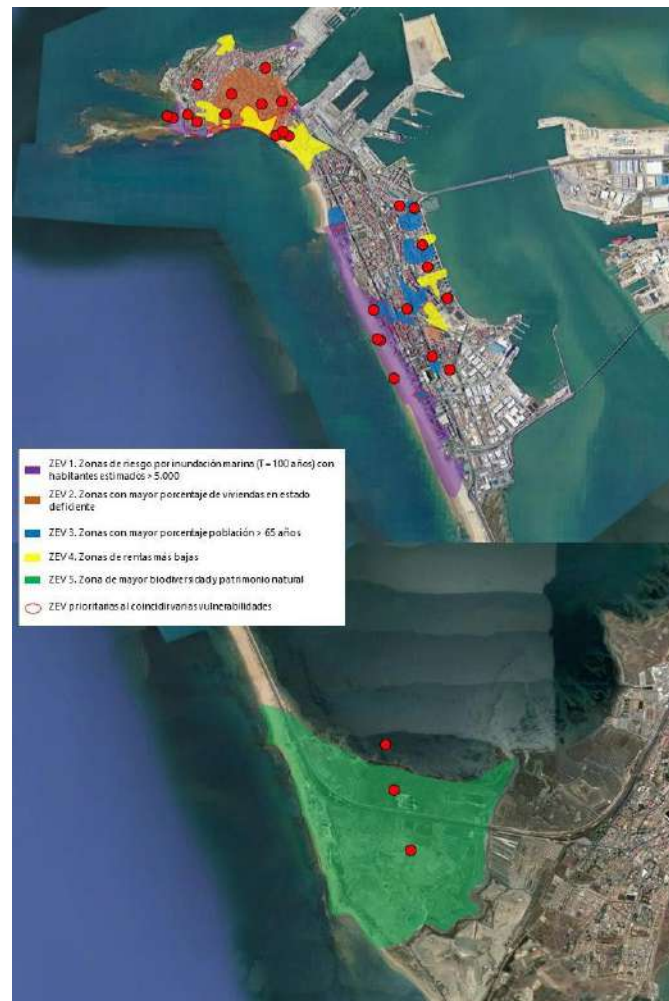 ZEV 1. Zonas de riesgo por inundación marina (T = 100 años) con
habitantes estimados > 5.000
ZEV 2. Zonas con mayor porcentaje de viviendas en estado
deficiente
ZEV 3. Zonas con mayor porcentaje población > 65 años
ZEV 4. Zonas de rentas más bajas
ZEV 5. Zona de mayor biodiversidad y patrimonio natural
ZEV prioritarias al coincidir varias vulnerabilidades